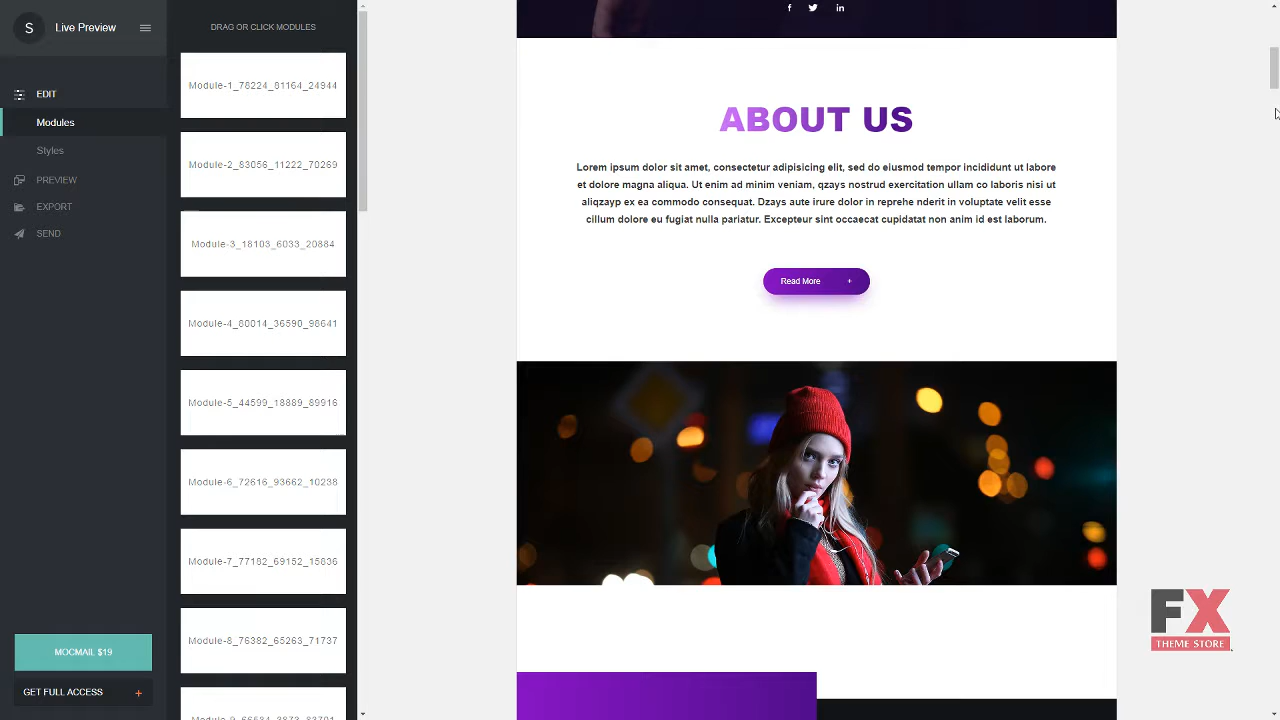 S
Live Preview
EDIT
Modules
Styles
PREVIEW
EXPORT
SEND
MOCMAIL $19
GET FULL ACCESS +
DRAG OR CLICK MODULES
Module-1_78224_81164_24944
Module-2_83056_11222_70269
Module-3_18103_6033_20884
Module-4_80014_36590_98641
Module-5_44599_18889_89916
Module-6_72616_93662_10238
Module-7_77182_69152_15836
Module-8_76382_65263_71737
ABOUT US
Lorem ipsum dolor sit amet, consectetur adipisicing elit, sed do eiusmod tempor incididunt ut labore
et dolore magna aliqua. Ut enim ad minim veniam, qzays nostrud exercitation ullam co laboris nisi ut
aliqzayp ex ea commodo consequat. Dzays aute irure dolor in reprehe nderit in voluptate velit esse
cillum dolore eu fugiat nulla pariatur. Excepteur sint occaecat cupidatat non anim id est laborum.
Read More +
FX
THEME STORE